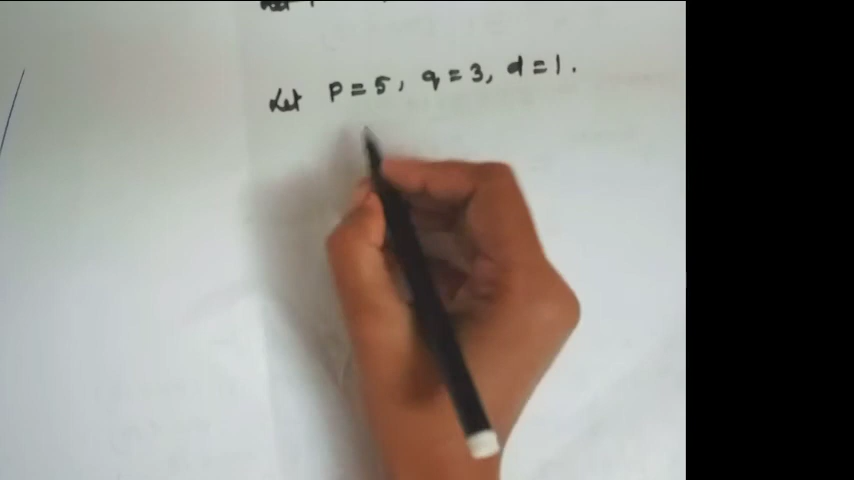 Let P = 5, q = 3, d = 1.